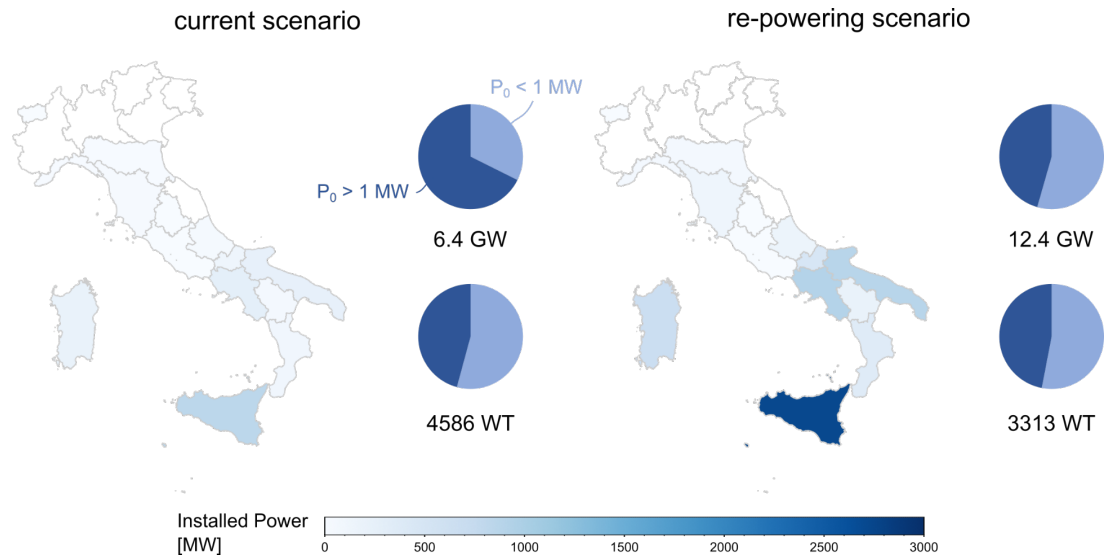 current scenario
re-powering scenario
P₀ < 1 MW
P₀ > 1 MW
6.4 GW
12.4 GW
4586 WT
3313 WT
Installed Power
[MW]
0 500 1000 1500 2000 2500 3000